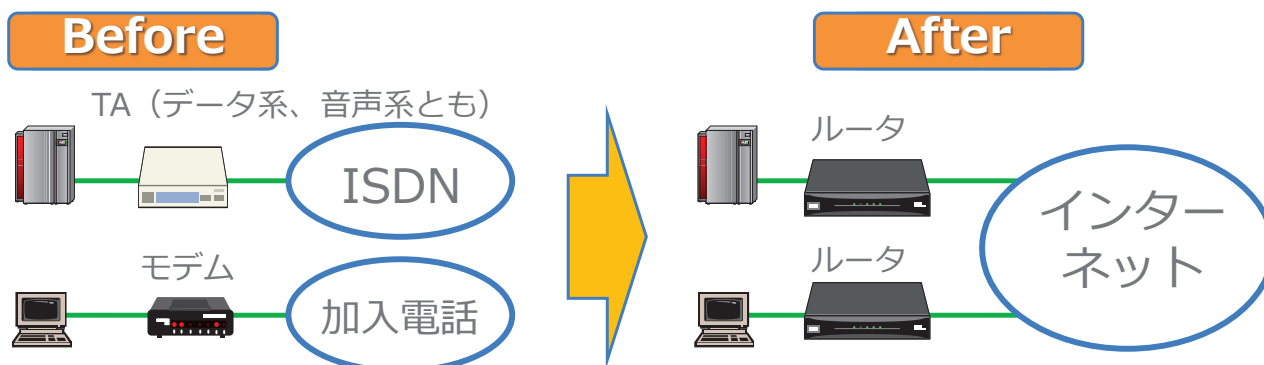 Before
After
TA（データ系、音声系とも）
ISDN
モデム
加入電話
ルータ
ルータ
インター
ネット